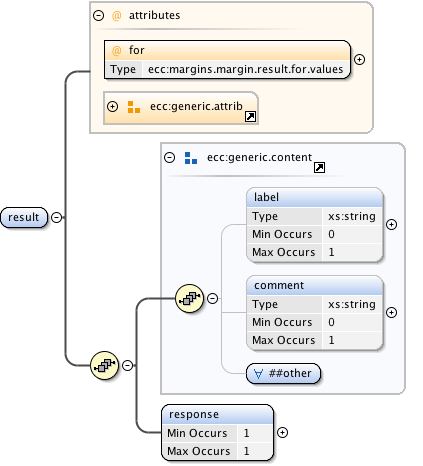 @ attributes
@ for
Type ecc:margins.margin.result.for.values
ecc:generic.attrib
result
ecc:generic.content
label
Type xs:string
Min Occurs 0
Max Occurs 1
comment
Type xs:string
Min Occurs 0
Max Occurs 1
∀ ##other
response
Min Occurs 1
Max Occurs 1